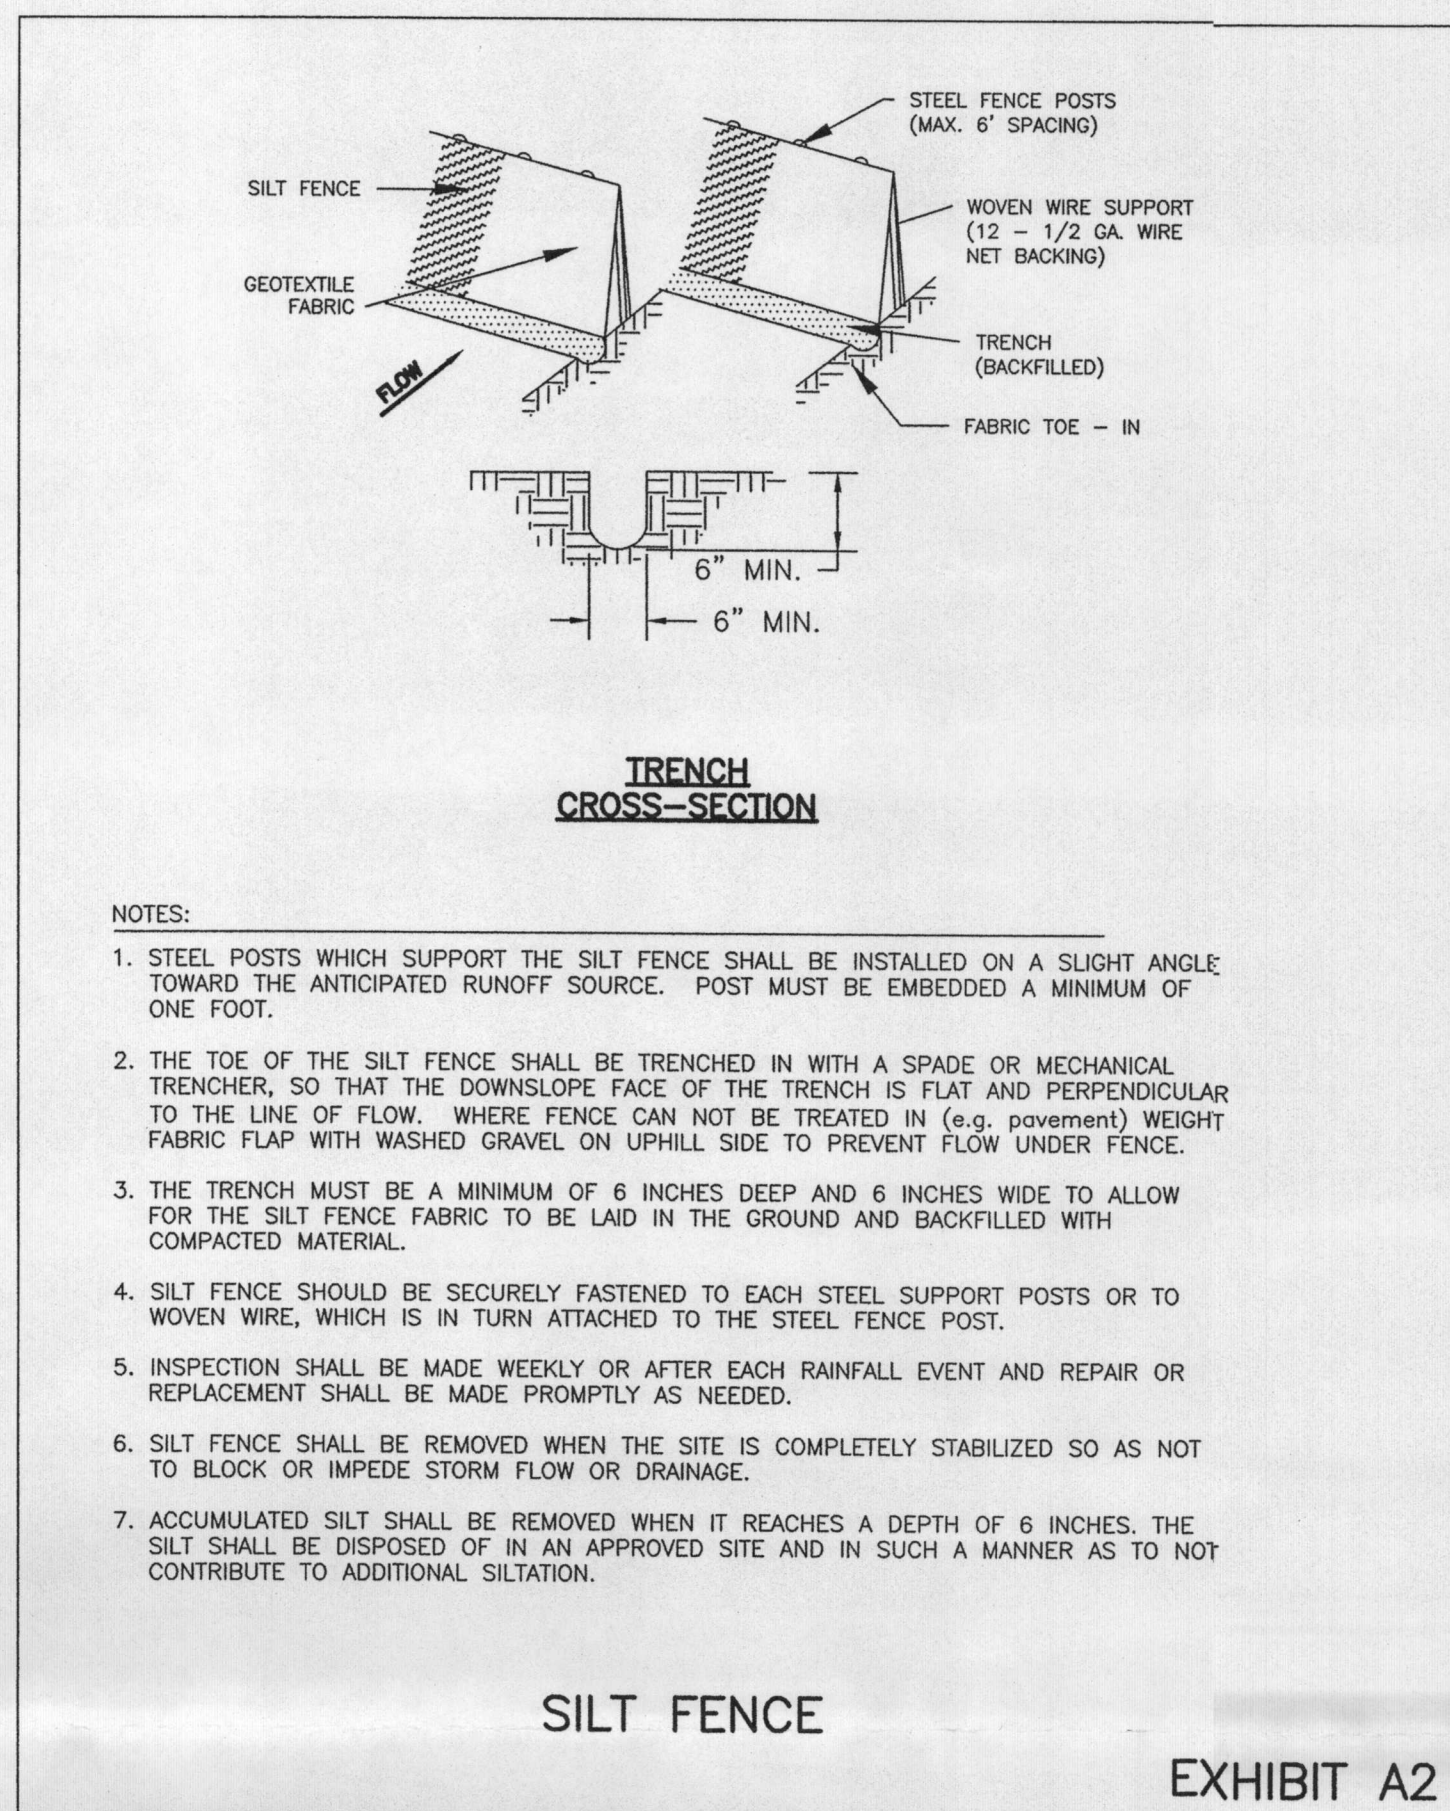 STEEL FENCE POSTS
(MAX. 6' SPACING)
SILT FENCE
WOVEN WIRE SUPPORT
(12 - 1/2 GA. WIRE
NET BACKING)
GEOTEXTILE
FABRIC
TRENCH
(BACKFILLED)
FLOW
FABRIC TOE - IN
6" MIN.
6" MIN.
TRENCH
CROSS-SECTION
NOTES:
1. STEEL POSTS WHICH SUPPORT THE SILT FENCE SHALL BE INSTALLED ON A SLIGHT ANGLE
TOWARD THE ANTICIPATED RUNOFF SOURCE. POST MUST BE EMBEDDED A MINIMUM OF
ONE FOOT.
2. THE TOE OF THE SILT FENCE SHALL BE TRENCHED IN WITH A SPADE OR MECHANICAL
TRENCHER, SO THAT THE DOWNSLOPE FACE OF THE TRENCH IS FLAT AND PERPENDICULAR
TO THE LINE OF FLOW. WHERE FENCE CAN NOT BE TREATED IN (e.g. pavement) WEIGHT
FABRIC FLAP WITH WASHED GRAVEL ON UPHILL SIDE TO PREVENT FLOW UNDER FENCE.
3. THE TRENCH MUST BE A MINIMUM OF 6 INCHES DEEP AND 6 INCHES WIDE TO ALLOW
FOR THE SILT FENCE FABRIC TO BE LAID IN THE GROUND AND BACKFILLED WITH
COMPACTED MATERIAL.
4. SILT FENCE SHOULD BE SECURELY FASTENED TO EACH STEEL SUPPORT POSTS OR TO
WOVEN WIRE, WHICH IS IN TURN ATTACHED TO THE STEEL FENCE POST.
5. INSPECTION SHALL BE MADE WEEKLY OR AFTER EACH RAINFALL EVENT AND REPAIR OR
REPLACEMENT SHALL BE MADE PROMPTLY AS NEEDED.
6. SILT FENCE SHALL BE REMOVED WHEN THE SITE IS COMPLETELY STABILIZED SO AS NOT
TO BLOCK OR IMPEDE STORM FLOW OR DRAINAGE.
7. ACCUMULATED SILT SHALL BE REMOVED WHEN IT REACHES A DEPTH OF 6 INCHES. THE
SILT SHALL BE DISPOSED OF IN AN APPROVED SITE AND IN SUCH A MANNER AS TO NOT
CONTRIBUTE TO ADDITIONAL SILTATION.
SILT FENCE
EXHIBIT A2